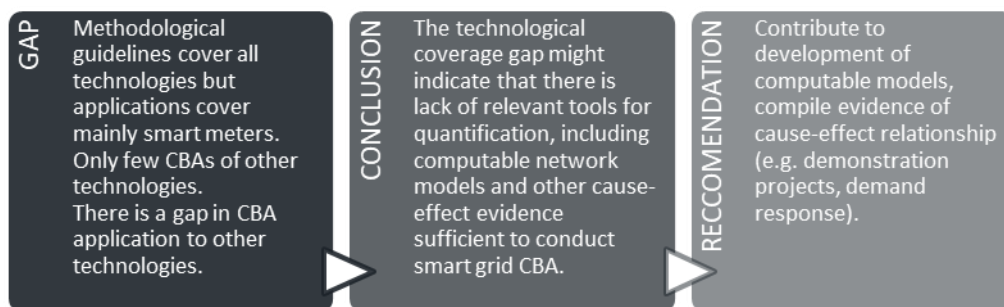 GAP
Methodological
guidelines cover all
technologies but
applications cover
mainly smart meters.
Only few CBAs of other
technologies.
There is a gap in CBA
application to other
technologies.
CONCLUSION
The technological
coverage gap might
indicate that there is
lack of relevant tools for
quantification, including
computable network
models and other cause-
effect evidence
sufficient to conduct
smart grid CBA.
RECCOMENDATION
Contribute to
development of
computable models,
compile evidence of
cause-effect relationship
(e.g. demonstration
projects, demand
response).